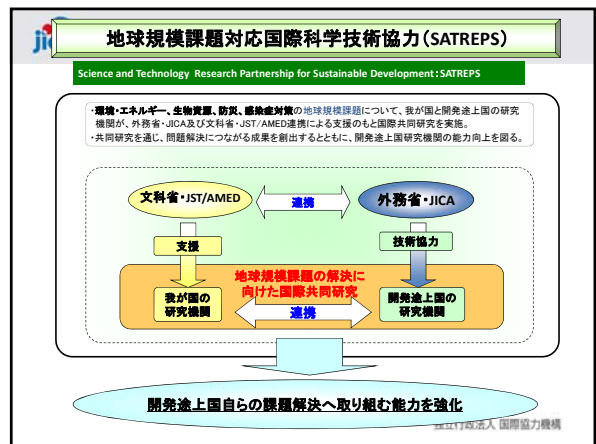 jic
地球規模課題対応国際科学技術協力(SATREPS)
Science and Technology Research Partnership for Sustainable Development:SATREPS
・環境・エネルギー、生物資源、防災、感染症対策の地球規模課題について、我が国と開発途上国の研究
機関が、外務省・JICA及び文科省・JST/AMED連携による支援のもと国際共同研究を実施。
・共同研究を通じ、問題解決につながる成果を創出するとともに、開発途上国研究機関の能力向上を図る。
文科省・JST/AMED
連携
外務省・JICA
支援
技術協力
地球規模課題の解決に
向けた国際共同研究
我が国の
研究機関
連携
開発途上国の
研究機関
開発途上国自らの課題解決へ取り組む能力を強化
独立行政法人 国際協力機構